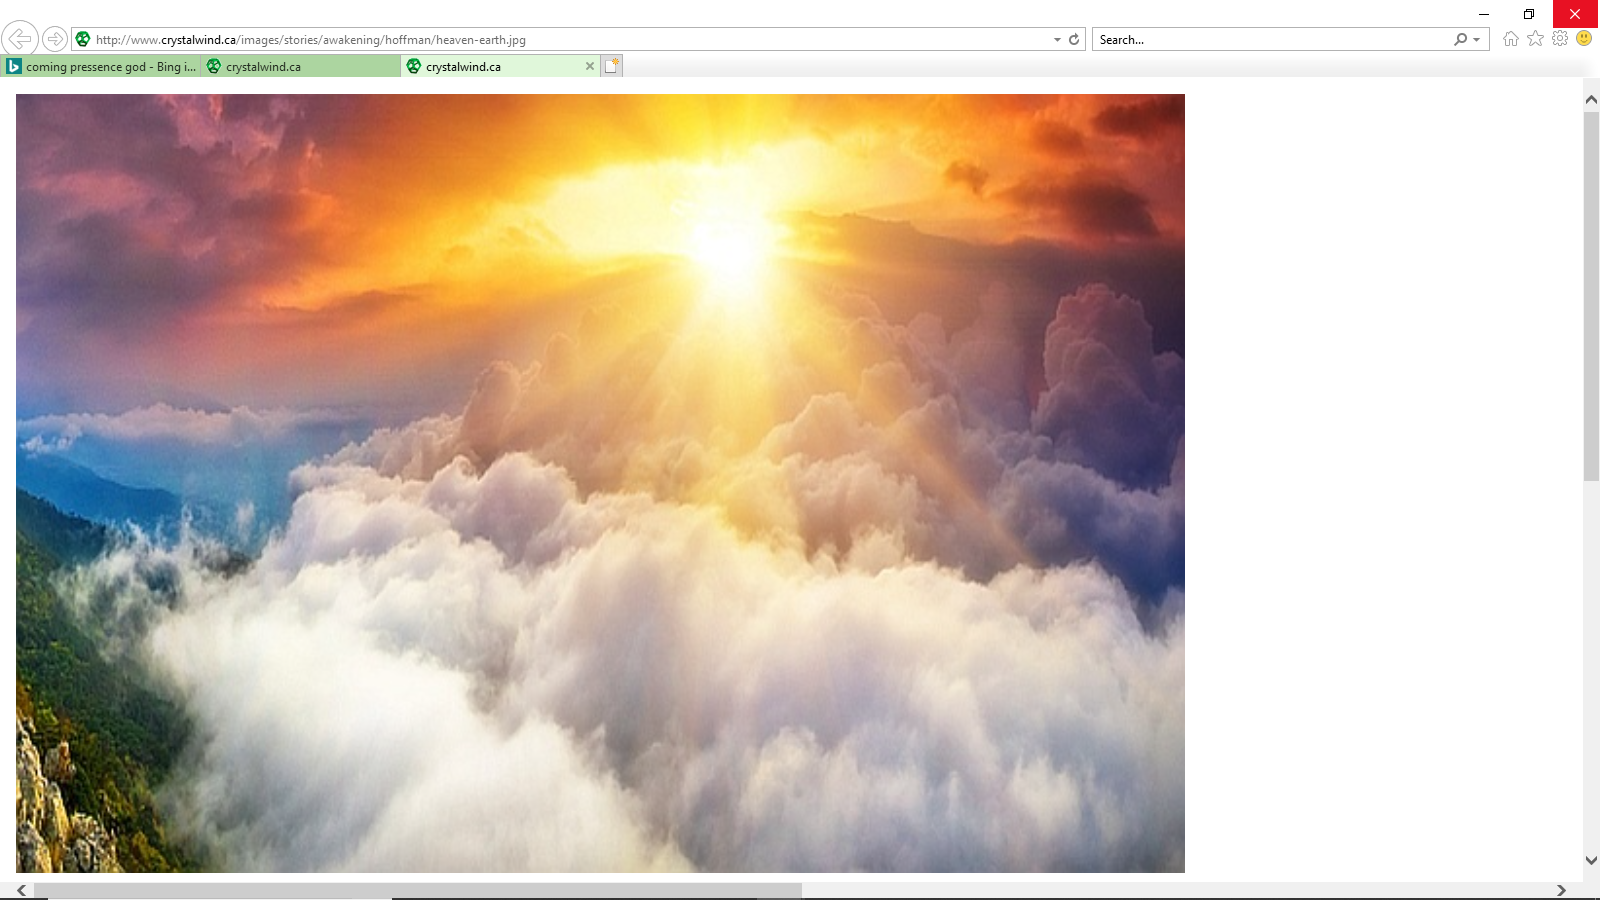 http://www.crystalwind.ca/images/stories/awakening/hoffman/heaven-earth.jpg
Search...
coming pressence god - Bing i...
crystalwind.ca
crystalwind.ca